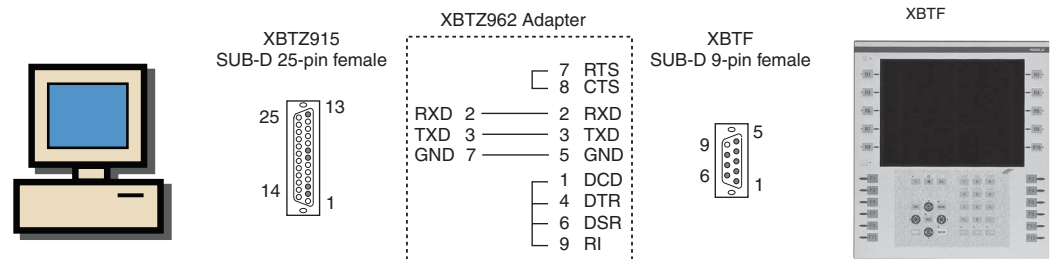 XBTZ962 Adapter
XBTF
XBTZ915
SUB-D 25-pin female
XBTF
SUB-D 9-pin female
7 RTS
8 CTS
25
13
RXD 2
2 RXD
TXD 3
3 TXD
GND 7
5 GND
9
5
6
1
14
1
1 DCD
4 DTR
6 DSR
9 RI